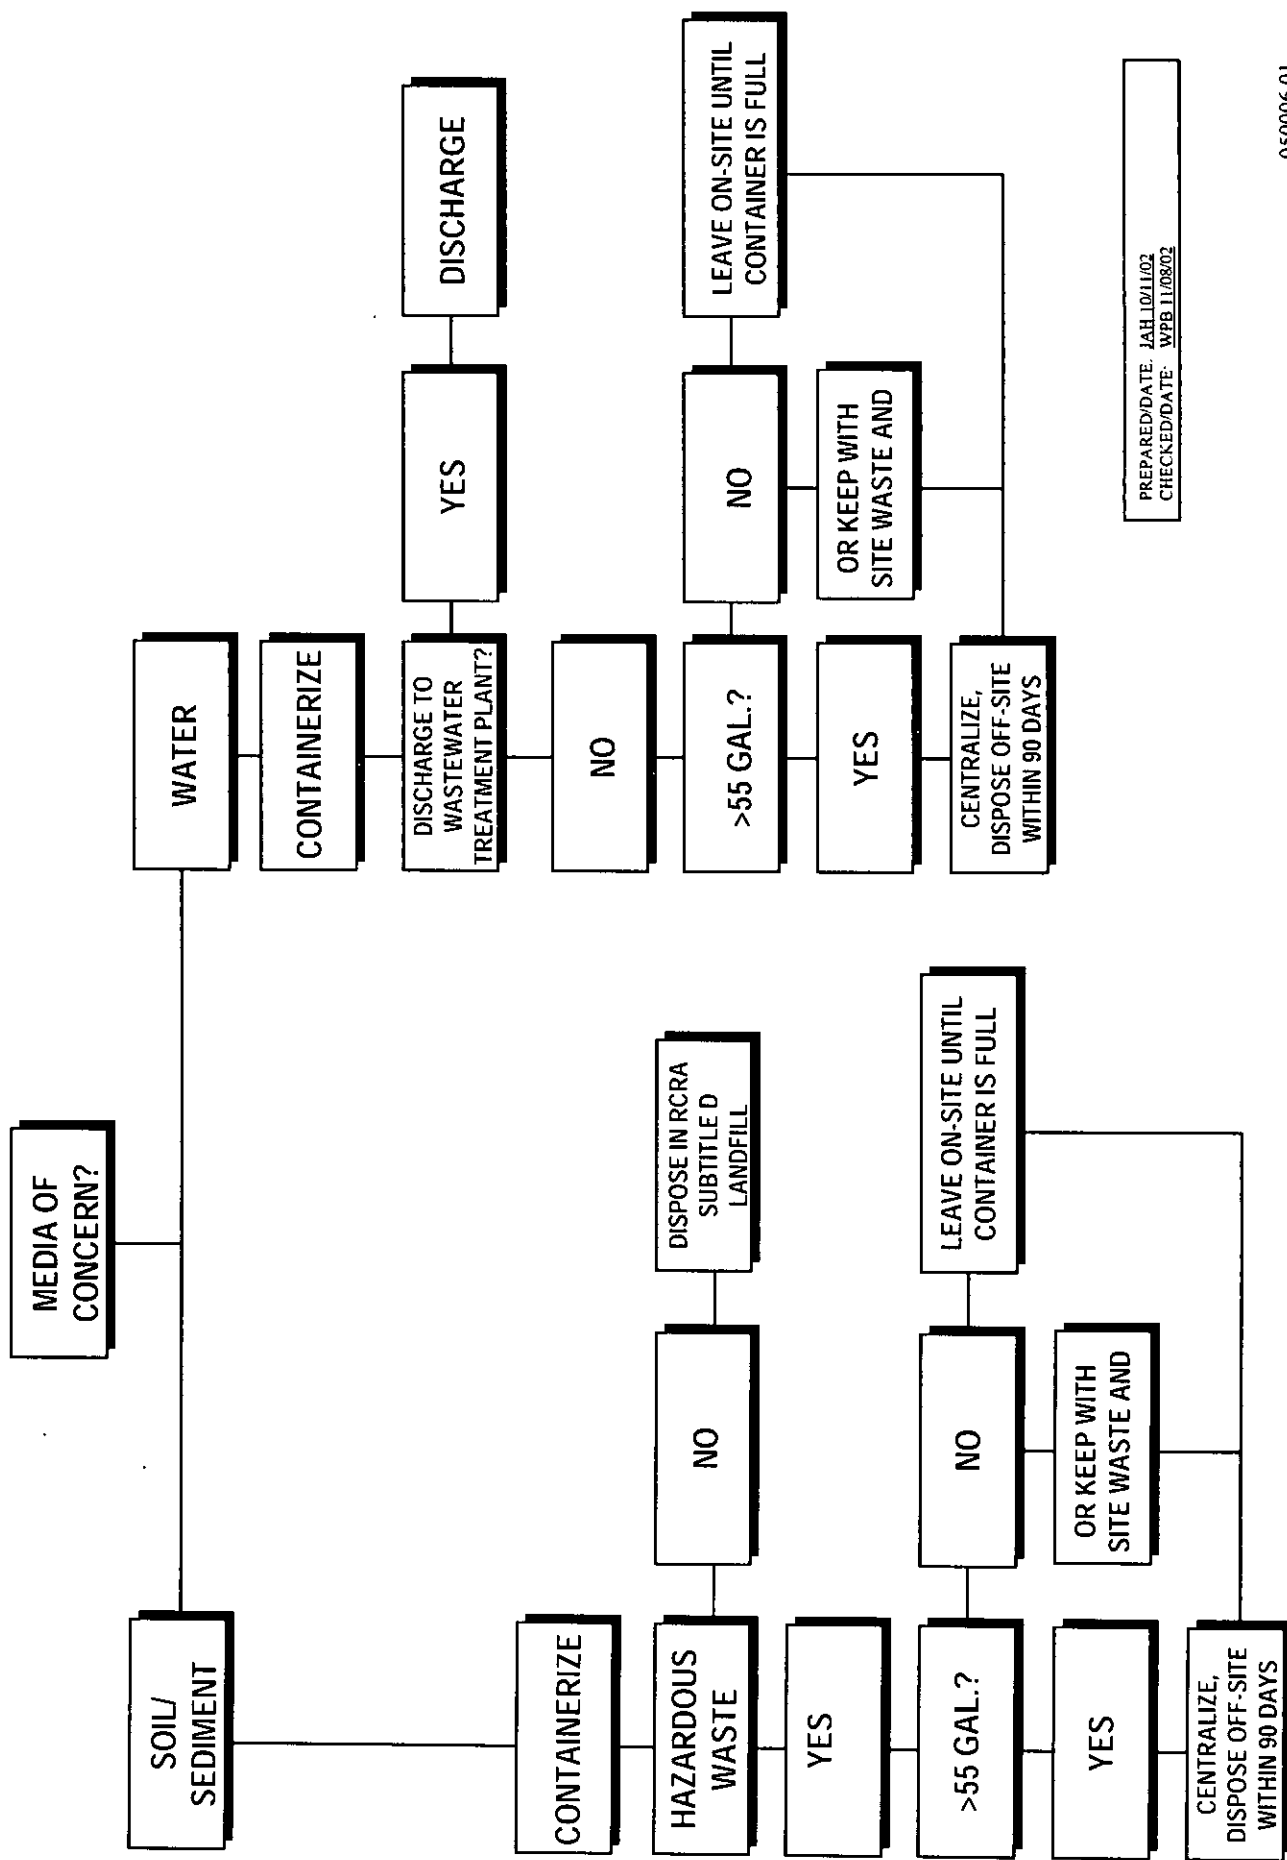 MEDIA OF
CONCERN?
SOIL/
SEDIMENT
CONTAINERIZE
HAZARDOUS
WASTE
NO
DISPOSE IN RCRA
SUBTITLE D
LANDFILL
YES
>55 GAL.?
NO
LEAVE ON-SITE UNTIL
CONTAINER IS FULL
OR KEEP WITH
SITE WASTE AND
YES
CENTRALIZE,
DISPOSE OFF-SITE
WITHIN 90 DAYS
WATER
CONTAINERIZE
DISCHARGE TO
WASTEWATER
TREATMENT PLANT?
YES
DISCHARGE
NO
>55 GAL.?
NO
LEAVE ON-SITE UNTIL
CONTAINER IS FULL
OR KEEP WITH
SITE WASTE AND
YES
CENTRALIZE,
DISPOSE OFF-SITE
WITHIN 90 DAYS
PREPARED/DATE: JAH 10/11/02
CHECKED/DATE: WPB 11/08/02